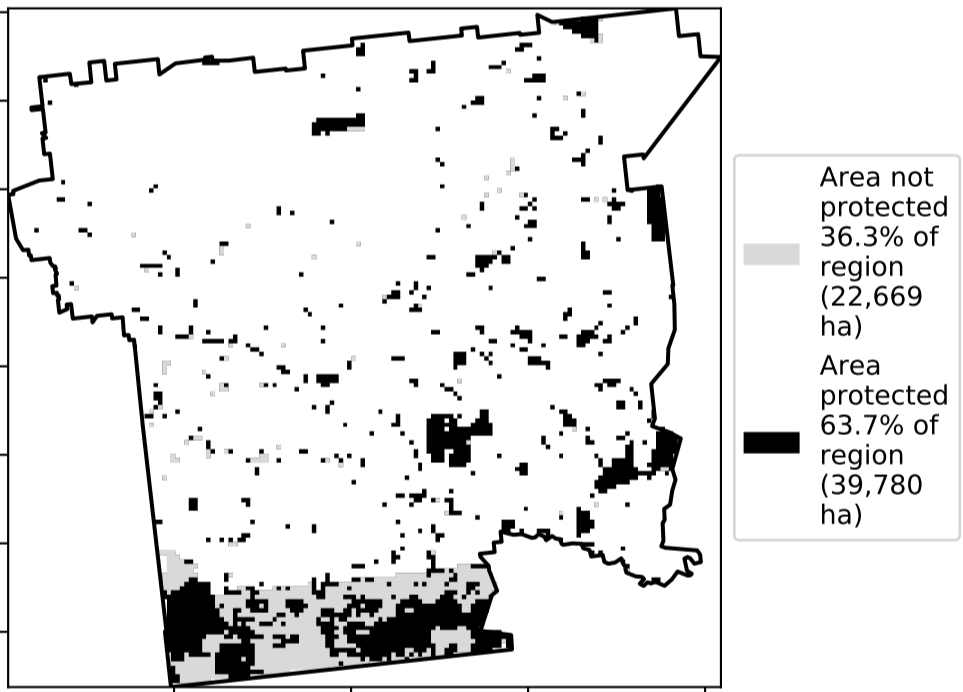 Area not
protected
36.3% of
region
(22,669
ha)
Area
protected
63.7% of
region
(39,780
ha)